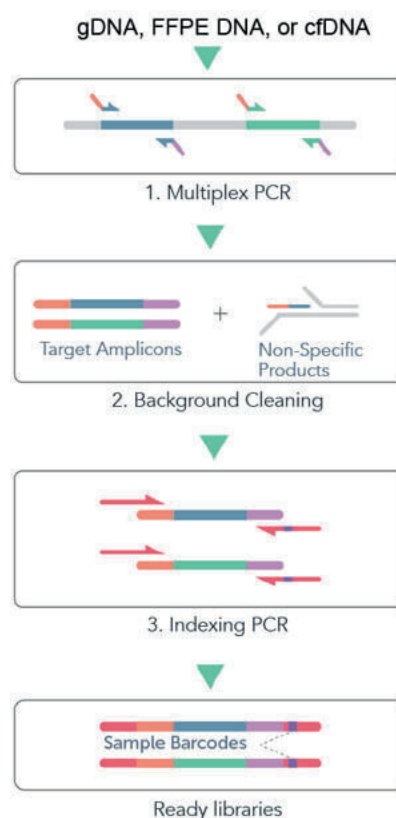 gDNA, FFPE DNA, or cfDNA
1. Multiplex PCR
+
Target Amplicons
Non-Specific
Products
2. Background Cleaning
3. Indexing PCR
Sample Barcodes
Ready libraries